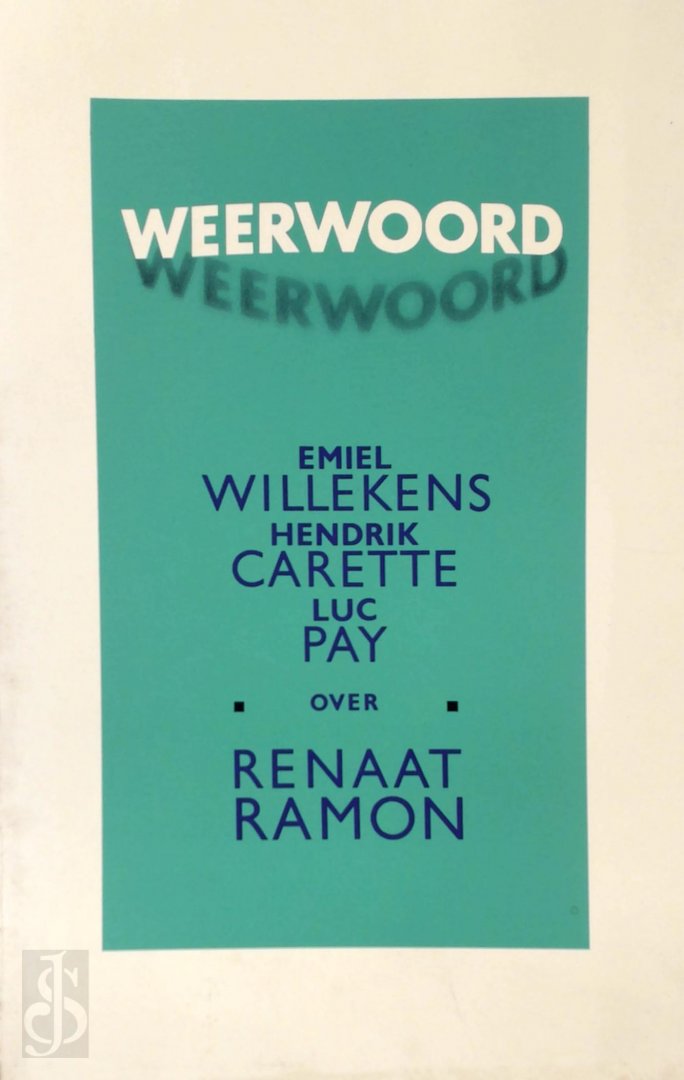 WEERWOORD
WEERWOORD
EMIEL
WILLEKENS
HENDRIK
CARETTE
LUC
PAY
OVER
RENAAT
RAMON